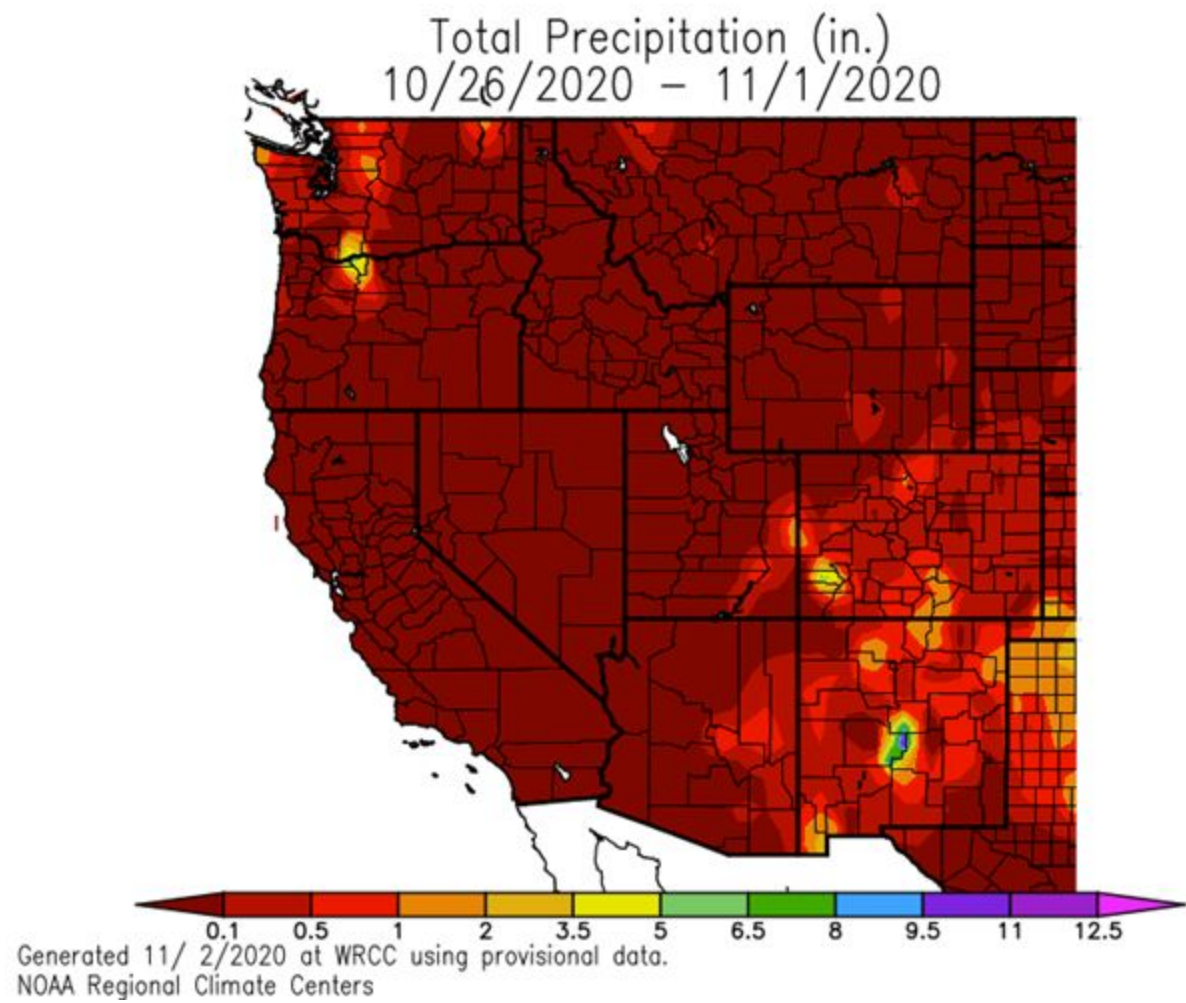 Total Precipitation (in.)
10/26/2020 – 11/1/2020
0.1 0.5 1 2 3.5 5 6.5 8 9.5 11 12.5
Generated 11/ 2/2020 at WRCC using provisional data.
NOAA Regional Climate Centers